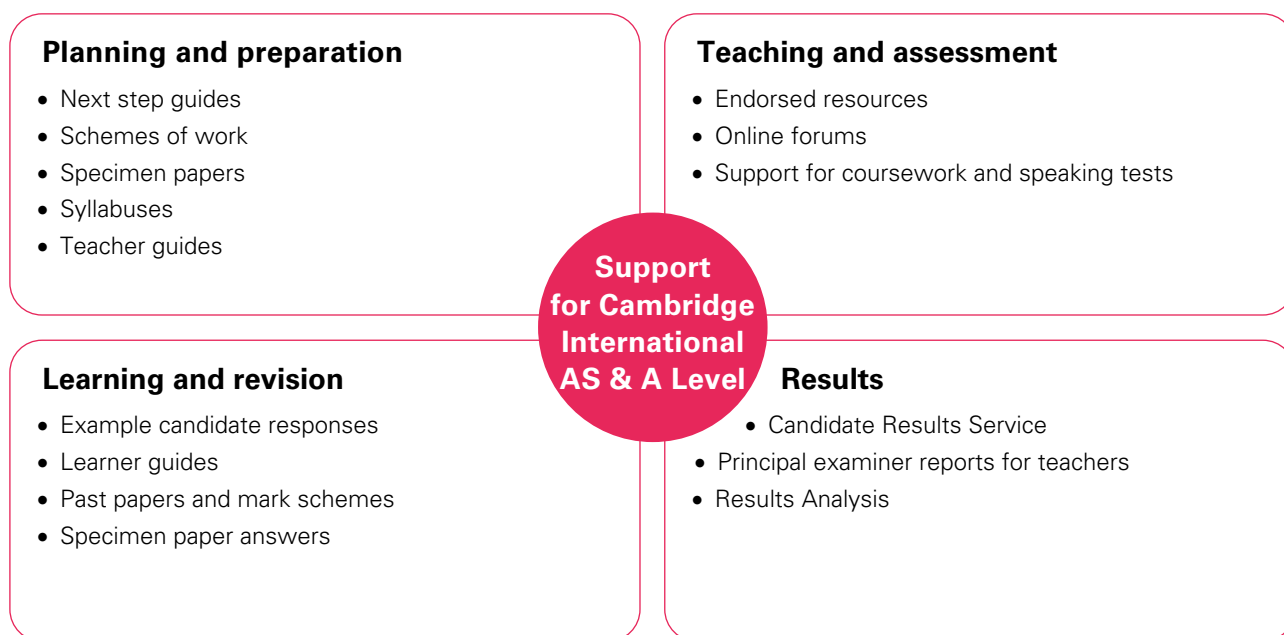 Planning and preparation
• Next step guides
• Schemes of work
• Specimen papers
• Syllabuses
• Teacher guides
Teaching and assessment
• Endorsed resources
• Online forums
• Support for coursework and speaking tests
Support
for Cambridge
International
AS & A Level
Learning and revision
• Example candidate responses
• Learner guides
• Past papers and mark schemes
• Specimen paper answers
Results
• Candidate Results Service
• Principal examiner reports for teachers
• Results Analysis